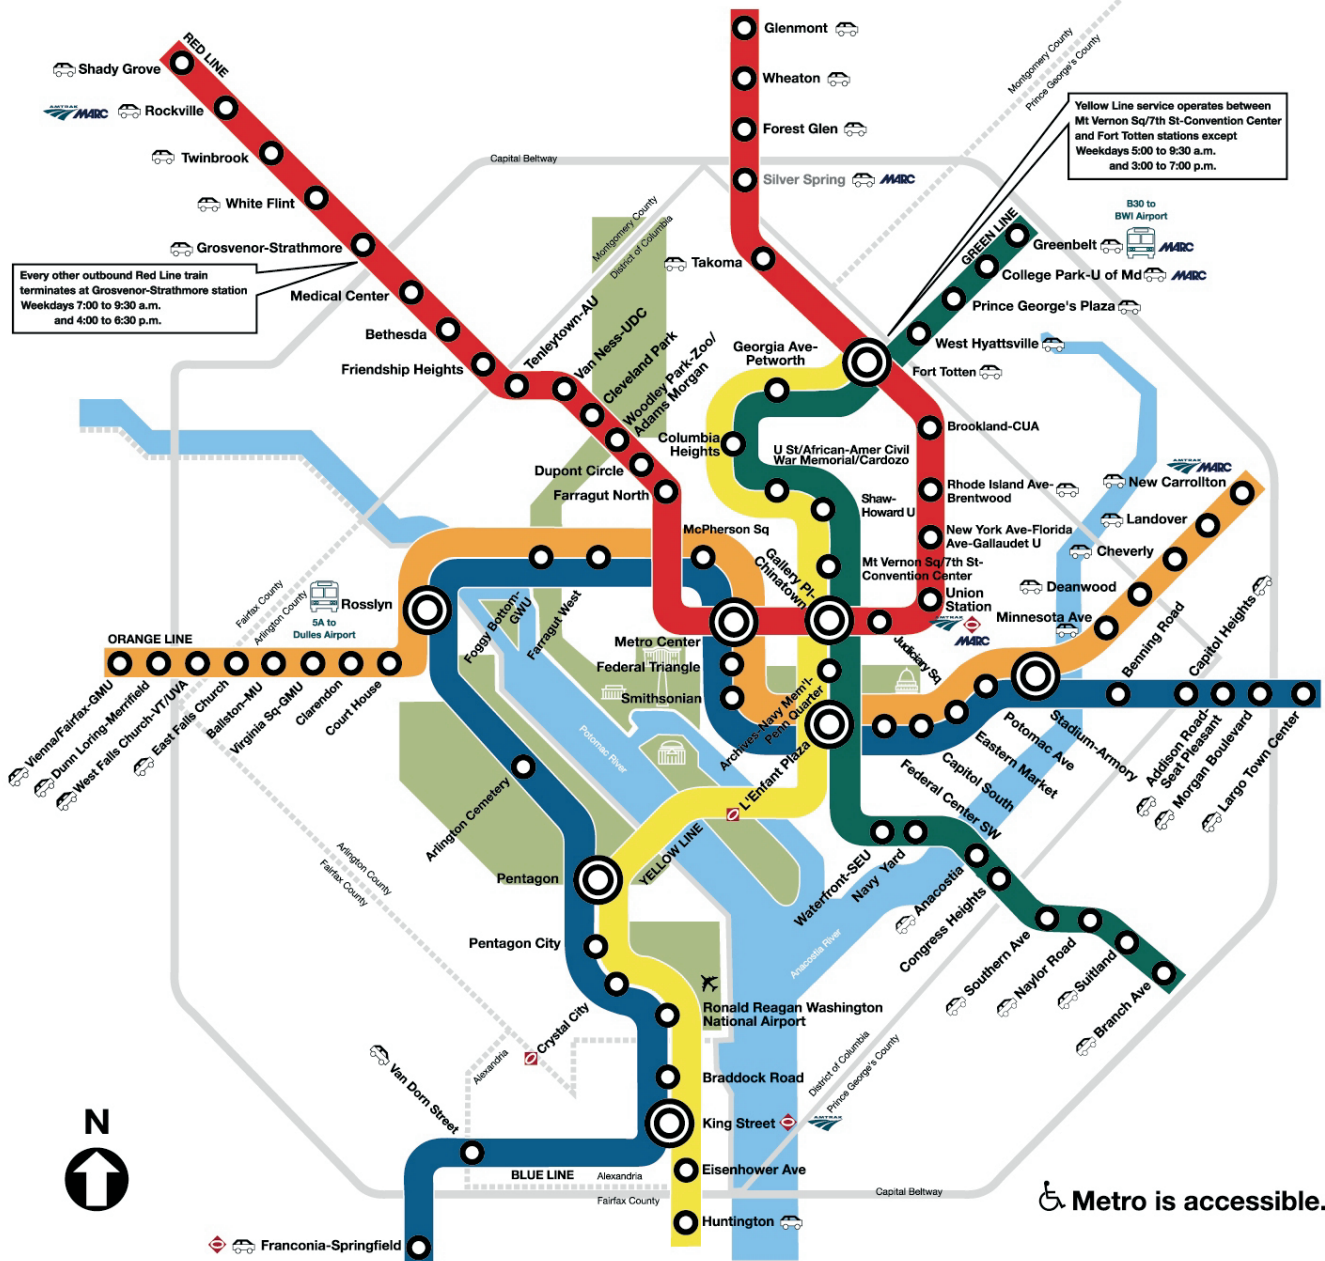 RED LINE
Shady Grove
AMTRAK
MARC
Rockville
Twinbrook
White Flint
Grosvenor-Strathmore
Every other outbound Red Line train
terminates at Grosvenor-Strathmore station
Weekdays 7:00 to 9:30 a.m.
and 4:00 to 6:30 p.m.
Medical Center
Bethesda
Friendship Heights
Tenleytown-AU
Van Ness-UDC
Cleveland Park
Woodley Park-Zoo/
Adams Morgan
Dupont Circle
Farragut North
Capital Beltway
Montgomery County
District of Columbia
Glenmont
Wheaton
Forest Glen
Silver Spring
MARC
Takoma
Montgomery County
Prince George's County
Yellow Line service operates between
Mt Vernon Sq/7th St-Convention Center
and Fort Totten stations except
Weekdays 5:00 to 9:30 a.m.
and 3:00 to 7:00 p.m.
B30 to
BWI Airport
GREEN LINE
Greenbelt
MARC
College Park-U of Md
MARC
Prince George's Plaza
West Hyattsville
Fort Totten
Georgia Ave-
Petworth
Columbia
Heights
U St/African-Amer Civil
War Memorial/Cardozo
Shaw-
Howard U
Mt Vernon Sq/7th St-
Convention Center
Brookland-CUA
Rhode Island Ave-
Brentwood
New York Ave-Florida
Ave-Gallaudet U
Union
Station
AMTRAK
MARC
Judiciary Sq
Gallery Pl-
Chinatown
McPherson Sq
Metro Center
Federal Triangle
Smithsonian
Farragut West
Foggy Bottom-
GWU
Rosslyn
5A to
Dulles Airport
Fairfax County
Arlington County
ORANGE LINE
Vienna/Fairfax-GMU
Dunn Loring-Merrifield
West Falls Church-VT/UVA
East Falls Church
Ballston-MU
Virginia Sq-GMU
Clarendon
Court House
AMTRAK
MARC
New Carrollton
Landover
Cheverly
Deanwood
Minnesota Ave
Benning Road
Capitol Heights
Addison Road-
Seat Pleasant
Morgan Boulevard
Largo Town Center
Stadium-Armory
Potomac Ave
Eastern Market
Capitol South
Federal Center SW
Archives-Navy Mem'l-
Penn Quarter
L'Enfant Plaza
Potomac River
Arlington Cemetery
YELLOW LINE
Pentagon
Pentagon City
Crystal City
Arlington County
Fairfax County
Waterfront-SEU
Navy Yard
Anacostia
Congress Heights
Southern Ave
Naylor Road
Suitland
Branch Ave
Anacostia River
Ronald Reagan Washington
National Airport
Braddock Road
King Street
AMTRAK
Eisenhower Ave
Huntington
District of Columbia
Prince George's County
Alexandria
Van Dorn Street
BLUE LINE
Alexandria
Fairfax County
Capital Beltway
Franconia-Springfield
N
Metro is accessible.